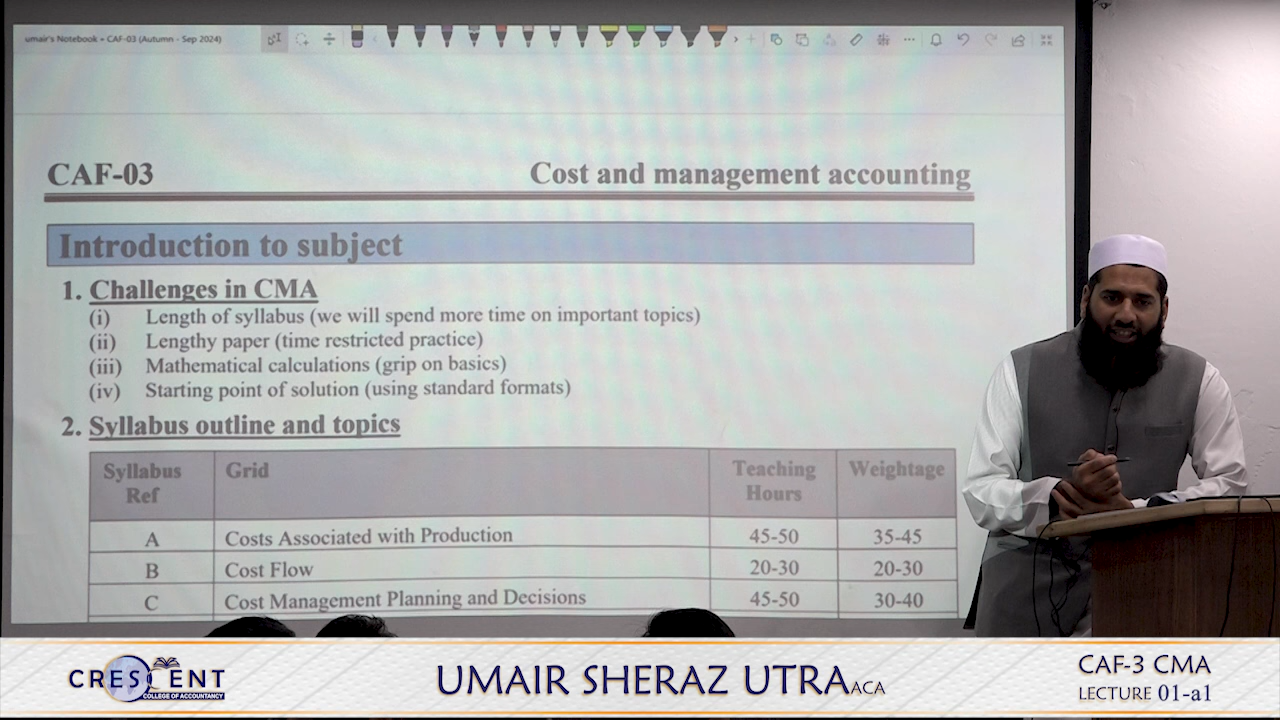 umair's Notebook » CAF-03 (Autumn - Sep 2024)
CAF-03 Cost and management accounting
Introduction to subject
1. Challenges in CMA
(i) Length of syllabus (we will spend more time on important topics)
(ii) Lengthy paper (time restricted practice)
(iii) Mathematical calculations (grip on basics)
(iv) Starting point of solution (using standard formats)
2. Syllabus outline and topics
Syllabus Ref Grid Teaching Hours Weightage
A Costs Associated with Production 45-50 35-45
B Cost Flow 20-30 20-30
C Cost Management Planning and Decisions 45-50 30-40
CRESCENT
COLLEGE OF ACCOUNTANCY
UMAIR SHERAZ UTRA ACA
CAF-3 CMA
LECTURE 01-a1